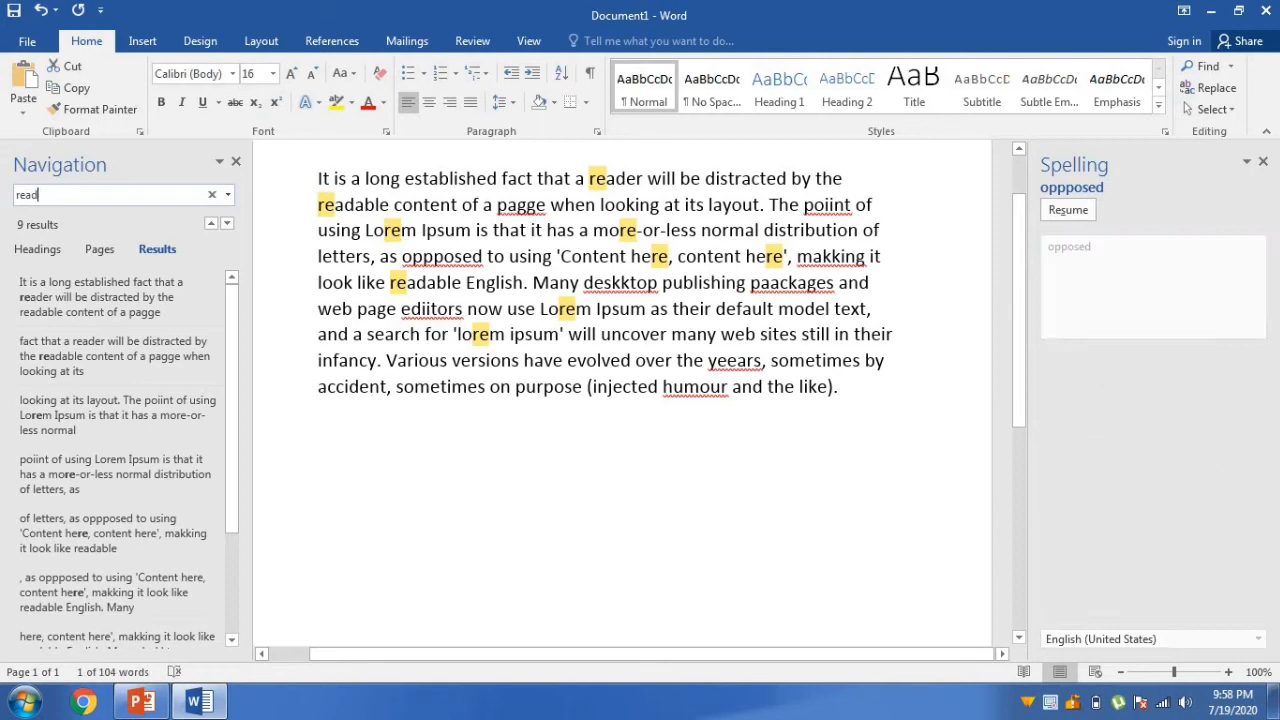 Document1 - Word
File Home Insert Design Layout References Mailings Review View Tell me what you want to do... Sign in Share
Paste
Cut
Copy
Format Painter
Clipboard
Calibri (Body) 16 A A Aa
B I U abc x₂ x² A A
Font
Paragraph
AaBbCcDc AaBbCcDc AaBbCc AaBbCcD AaB AaBbCcD AaBbCcDc AaBbCcDc
¶ Normal ¶ No Spac... Heading 1 Heading 2 Title Subtitle Subtle Em... Emphasis
Styles
Find
Replace
Select
Editing
Navigation
read
9 results
Headings Pages Results
It is a long established fact that a
reader will be distracted by the
readable content of a pagge
fact that a reader will be distracted by
the readable content of a pagge when
looking at its
looking at its layout. The poiint of using
Lorem Ipsum is that it has a more-or-
less normal
poiint of using Lorem Ipsum is that it
has a more-or-less normal distribution
of letters, as
of letters, as oppposed to using
'Content here, content here', makking
it look like readable
, as oppposed to using 'Content here,
content here', makking it look like
readable English. Many
here, content here', makking it look like
It is a long established fact that a reader will be distracted by the
readable content of a pagge when looking at its layout. The poiint of
using Lorem Ipsum is that it has a more-or-less normal distribution of
letters, as oppposed to using 'Content here, content here', makking it
look like readable English. Many deskktop publishing paackages and
web page ediitors now use Lorem Ipsum as their default model text,
and a search for 'lorem ipsum' will uncover many web sites still in their
infancy. Various versions have evolved over the yeears, sometimes by
accident, sometimes on purpose (injected humour and the like).
Spelling
oppposed
Resume
opposed
English (United States)
Page 1 of 1 1 of 104 words
100%
9:58 PM
7/19/2020